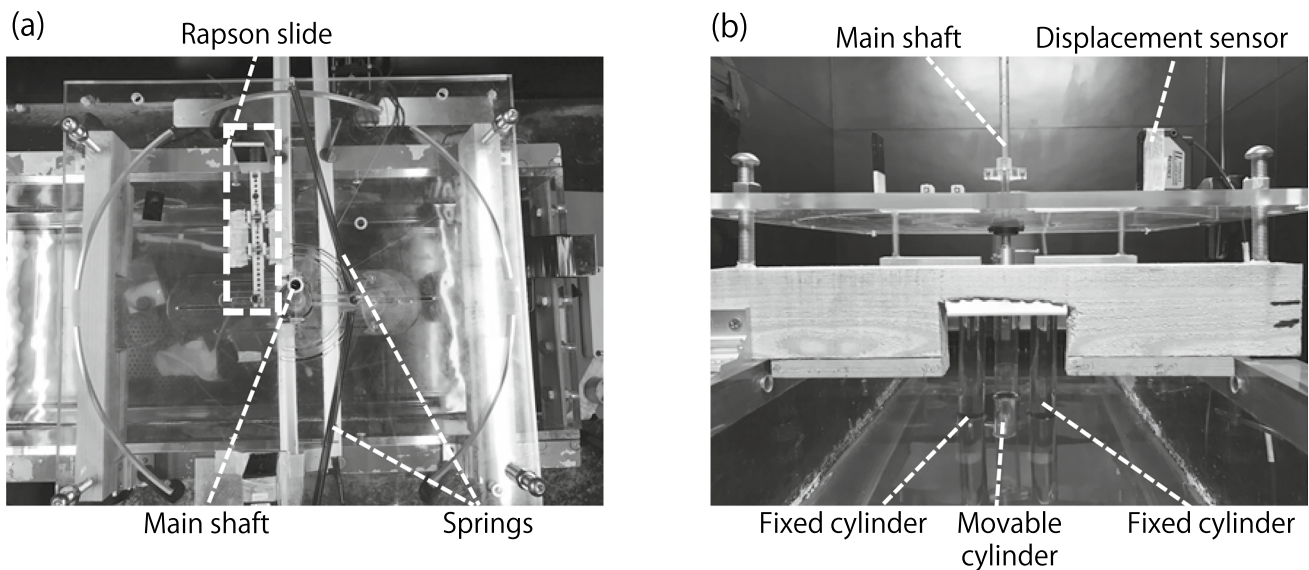 (a)
Rapson slide
Main shaft
Springs
(b)
Main shaft
Displacement sensor
Fixed cylinder
Movable
cylinder
Fixed cylinder